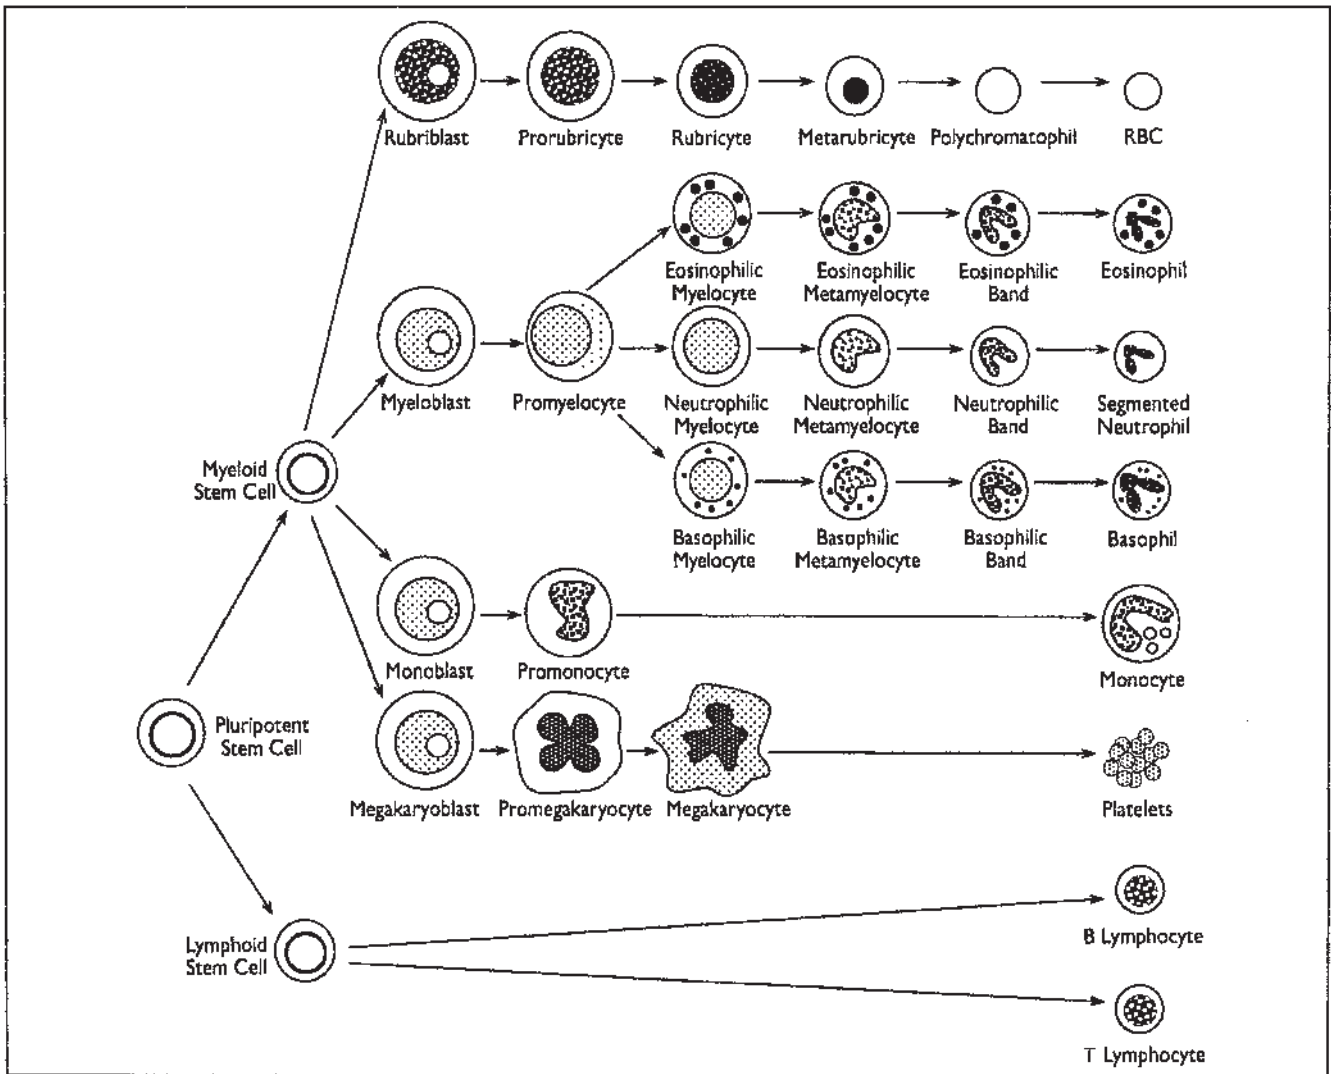 Rubriblast
Prorubricyte
Rubricyte
Metarubricyte
Polychromatophil
RBC
Eosinophilic
Myelocyte
Eosinophilic
Metamyelocyte
Eosinophilic
Band
Eosinophil
Myeloblast
Promyelocyte
Neutrophilic
Myelocyte
Neutrophilic
Metamyelocyte
Neutrophilic
Band
Segmented
Neutrophil
Myeloid
Stem Cell
Basophilic
Myelocyte
Basophilic
Metamyelocyte
Basophilic
Band
Basophil
Monoblast
Promonocyte
Monocyte
Pluripotent
Stem Cell
Megakaryoblast
Promegakaryocyte
Megakaryocyte
Platelets
Lymphoid
Stem Cell
B Lymphocyte
T Lymphocyte